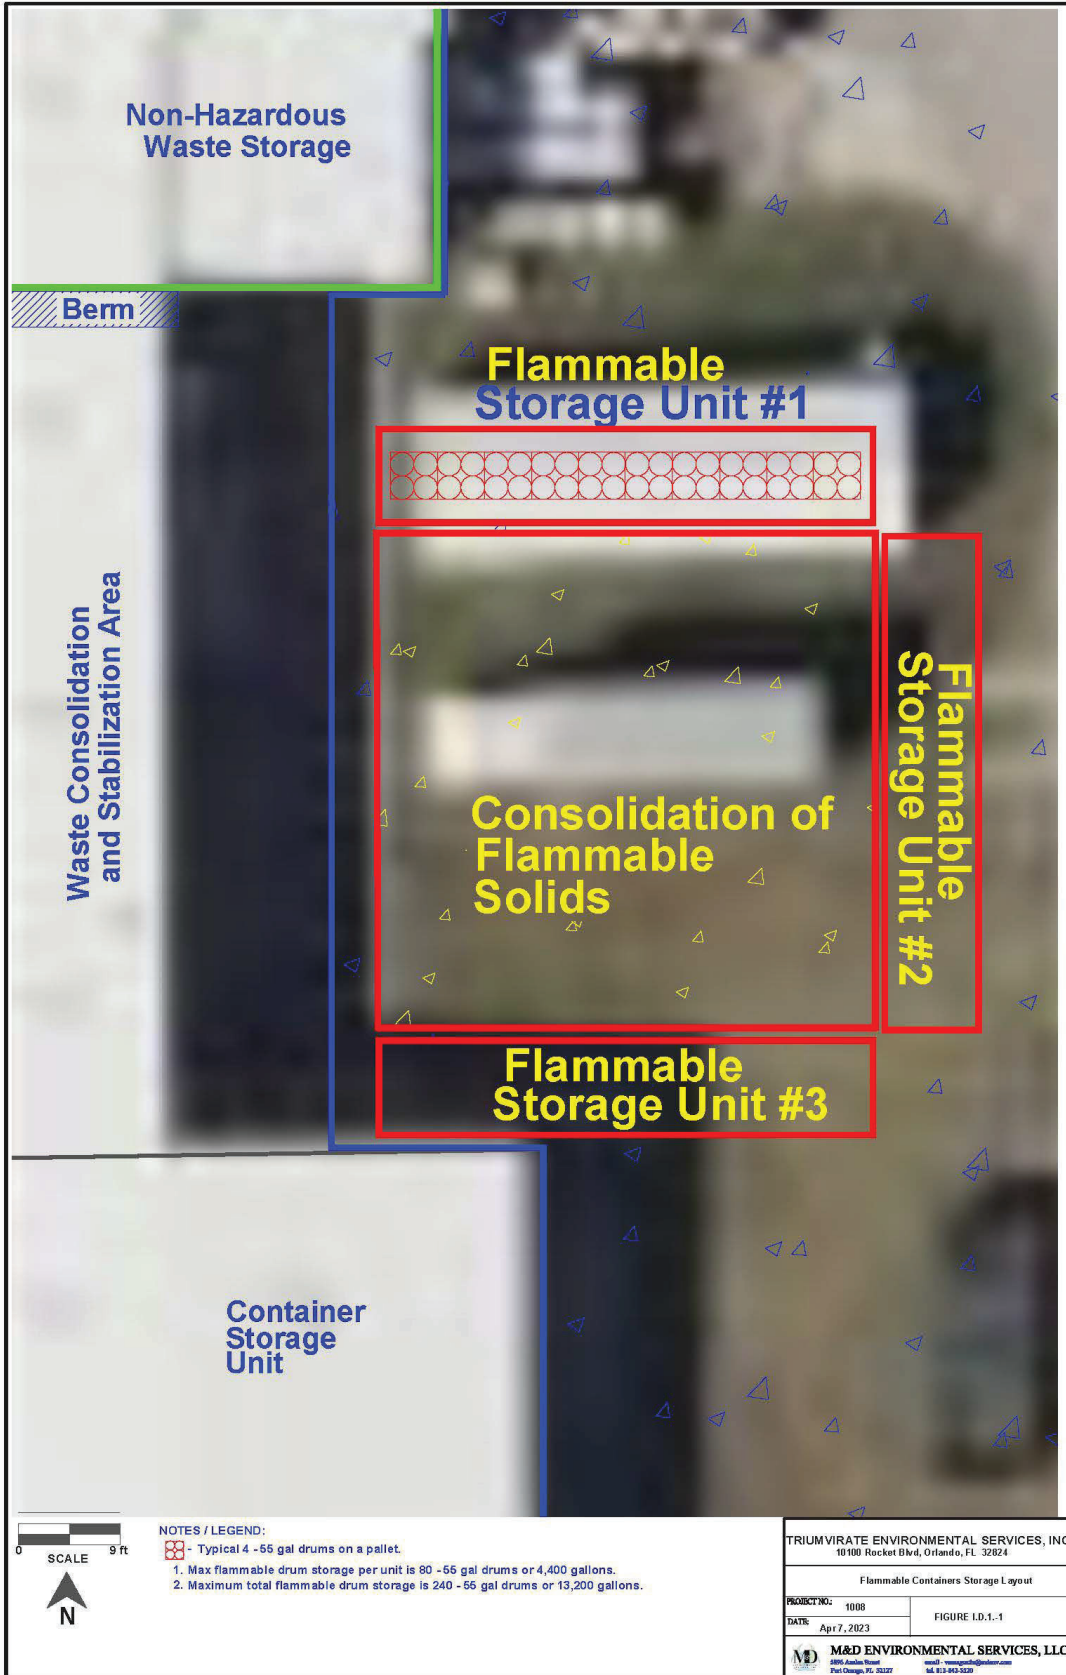 Non-Hazardous
Waste Storage
Berm
Flammable
Storage Unit #1
Waste Consolidation
and Stabilization Area
Flammable
Storage Unit #2
Consolidation of
Flammable
Solids
Flammable
Storage Unit #3
Container
Storage
Unit
0 9 ft
SCALE
N
NOTES / LEGEND:
- Typical 4 - 55 gal drums on a pallet.
1. Max flammable drum storage per unit is 80 - 55 gal drums or 4,400 gallons.
2. Maximum total flammable drum storage is 240 - 55 gal drums or 13,200 gallons.
TRIUMVIRATE ENVIRONMENTAL SERVICES, INC
10100 Rocket Blvd, Orlando, FL 32824
Flammable Containers Storage Layout
PROJECT NO.: 1008
DATE: Apr 7, 2023
FIGURE I.D.1.-1
MD
M&D ENVIRONMENTAL SERVICES, LLC
Port Orange, FL 32127